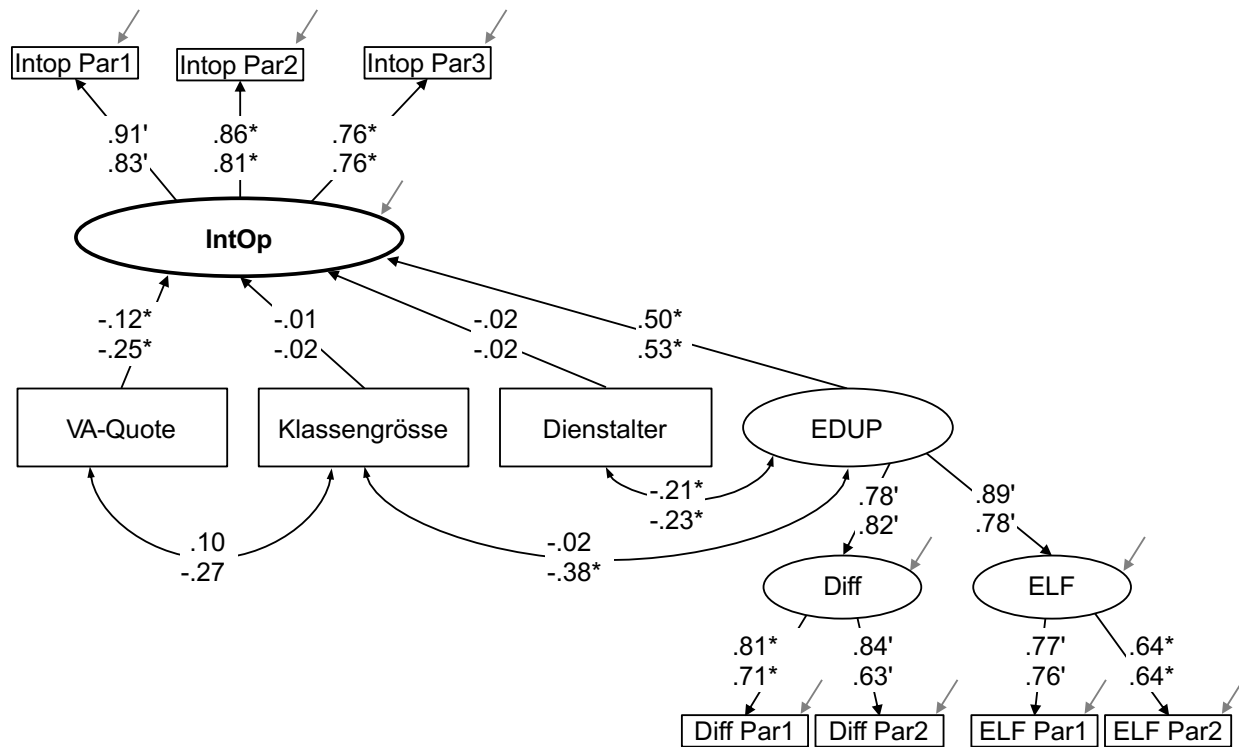 Intop Par1
Intop Par2
Intop Par3
.91'
.86*
.76*
.83'
.81*
.76*
IntOp
-.12*
-.01
-.02
.50*
-.25*
-.02
-.02
.53*
VA-Quote
Klassengrösse
Dienstalter
EDUP
-.21*
-.23*
.78'
.82'
.89'
.78'
.10
-.27
-.02
-.38*
Diff
ELF
.81*
.84'
.77'
.64*
.71*
.63'
.76'
.64*
Diff Par1
Diff Par2
ELF Par1
ELF Par2